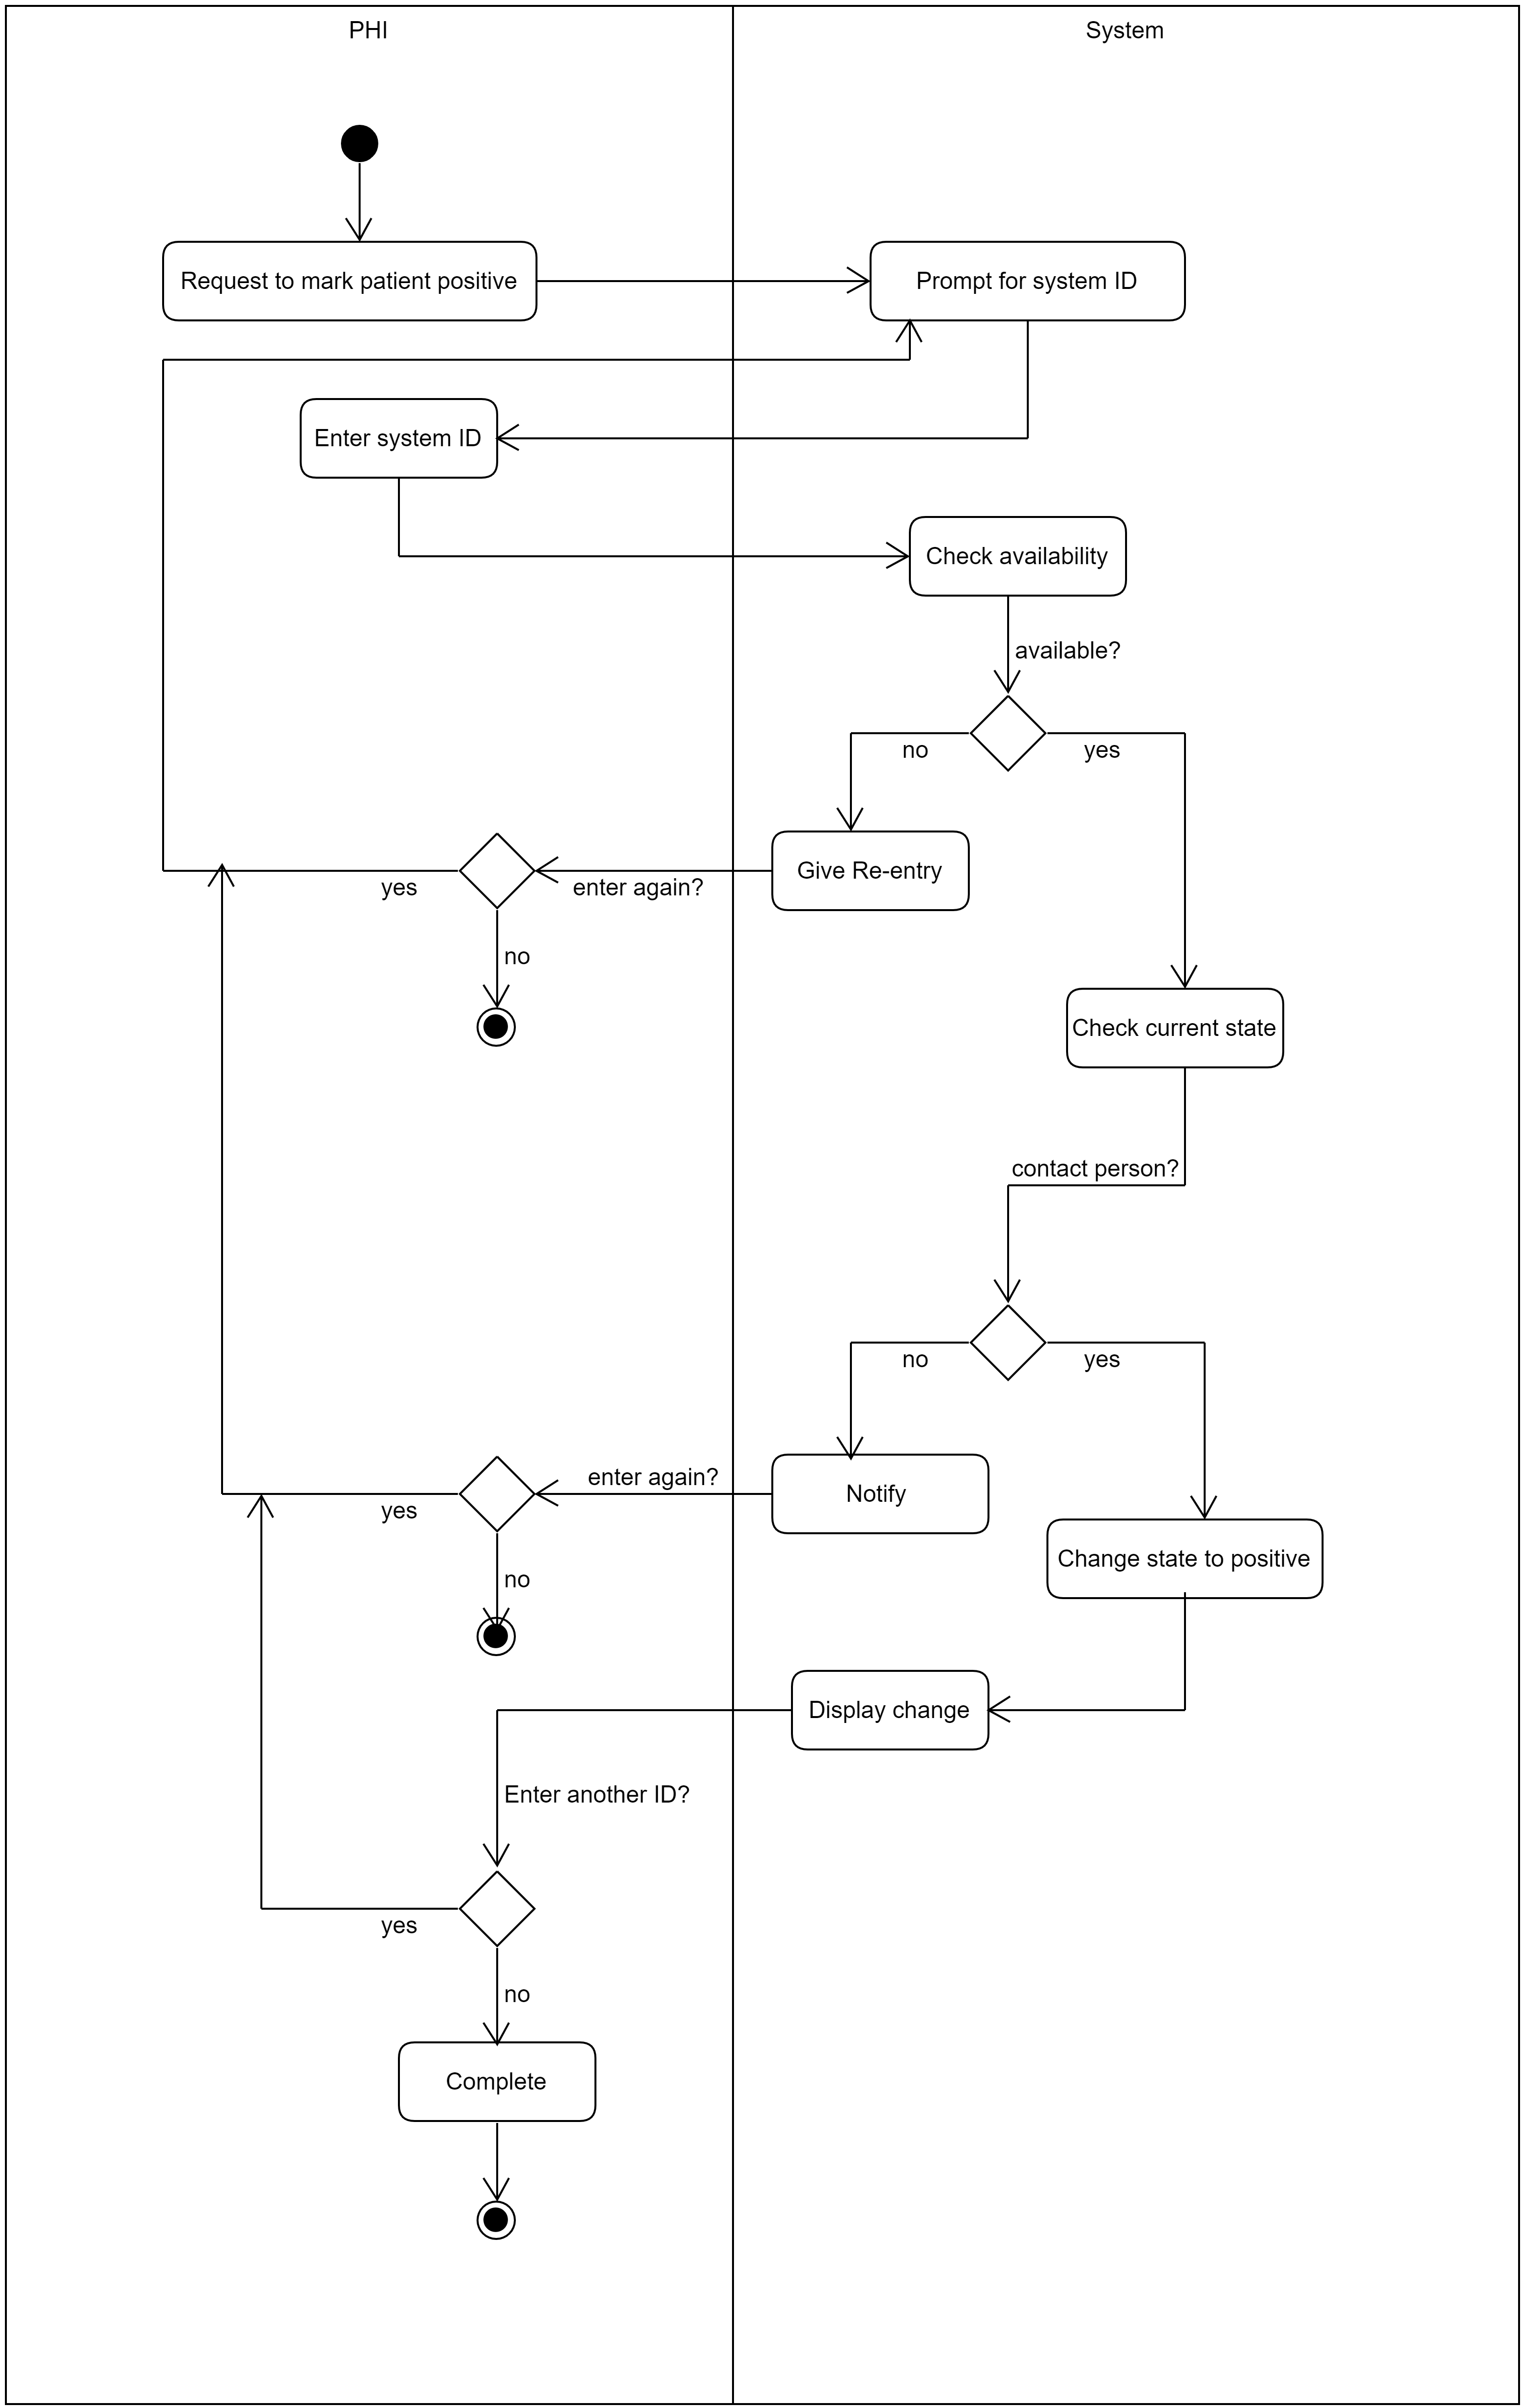 PHI
System
Request to mark patient positive
Prompt for system ID
Enter system ID
Check availability
available?
no
yes
Give Re-entry
enter again?
yes
no
Check current state
contact person?
no
yes
enter again?
Notify
yes
Change state to positive
no
Display change
Enter another ID?
yes
no
Complete